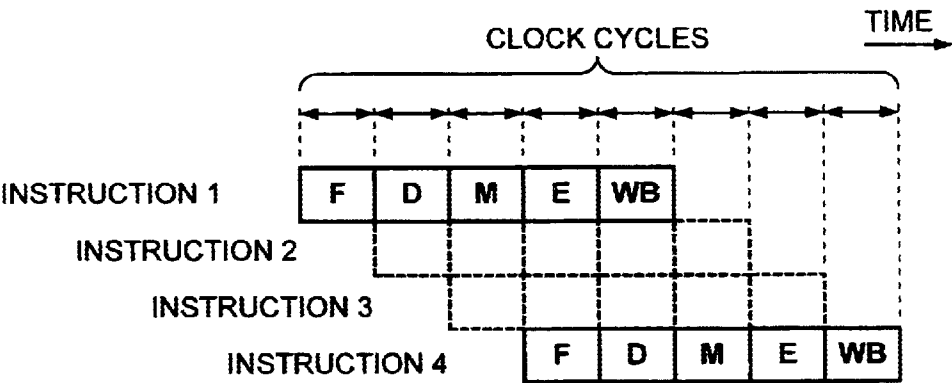 TIME
CLOCK CYCLES
INSTRUCTION 1 F D M E WB
INSTRUCTION 2
INSTRUCTION 3
INSTRUCTION 4 F D M E WB